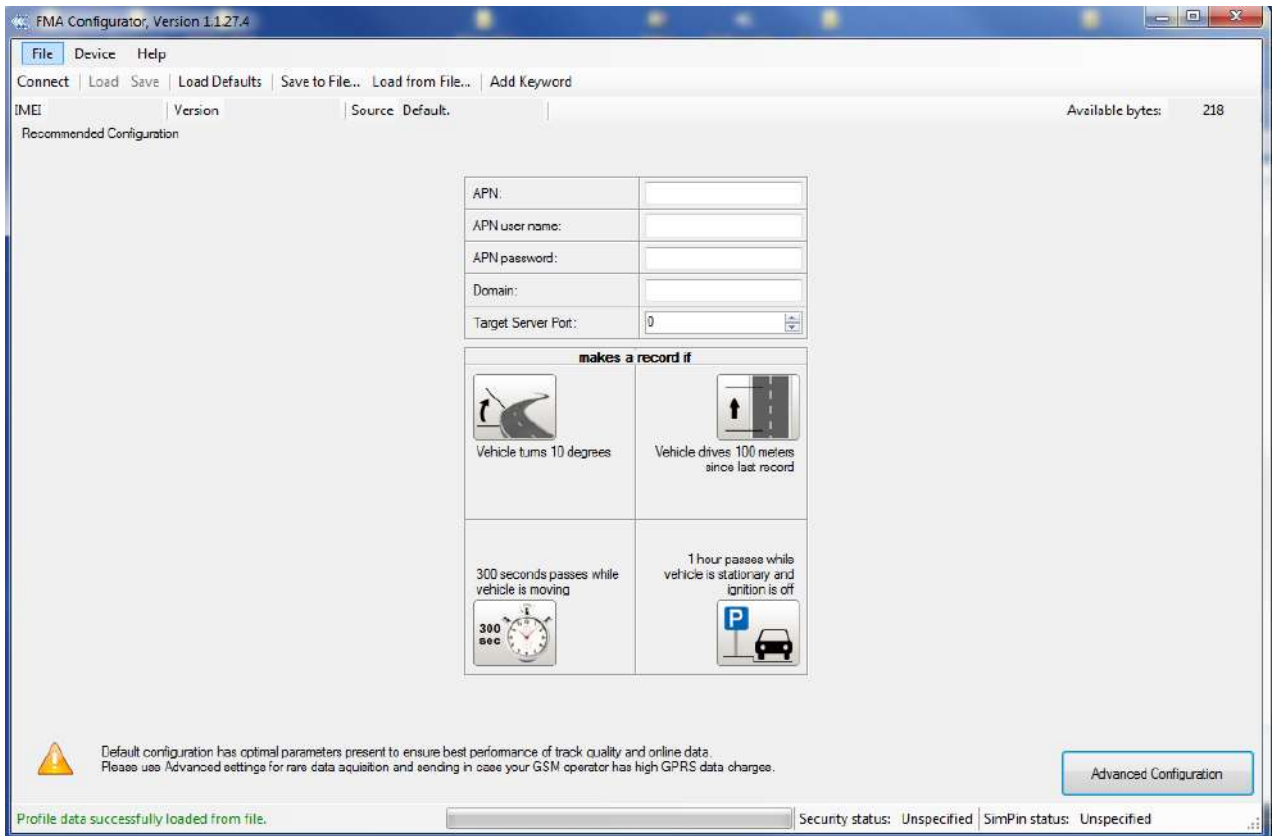 FMA Configurator, Version 1.1.27.4
File Device Help
Connect Load Save Load Defaults Save to File... Load from File... Add Keyword
IMEI Version Source Default. Available bytes: 218
Recommended Configuration
APN:
APN user name:
APN password:
Domain:
Target Server Port: 0
makes a record if
Vehicle turns 10 degrees
Vehicle drives 100 meters
since last record
300 seconds passes while
vehicle is moving
300
sec
1 hour passes while
vehicle is stationary and
ignition is off
P
Default configuration has optimal parameters present to ensure best performance of track quality and online data.
Please use Advanced settings for rare data aquisition and sending in case your GSM operator has high GPRS data charges.
Advanced Configuration
Profile data successfully loaded from file. Security status: Unspecified SimPin status: Unspecified